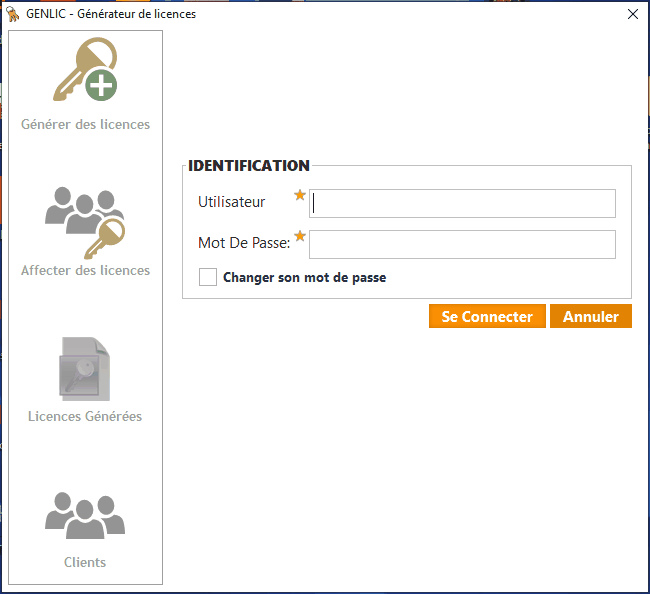 GENLIC - Générateur de licences
Générer des licences
Affecter des licences
Licences Générées
Clients
IDENTIFICATION
Utilisateur
Mot De Passe:
Changer son mot de passe
Se Connecter
Annuler